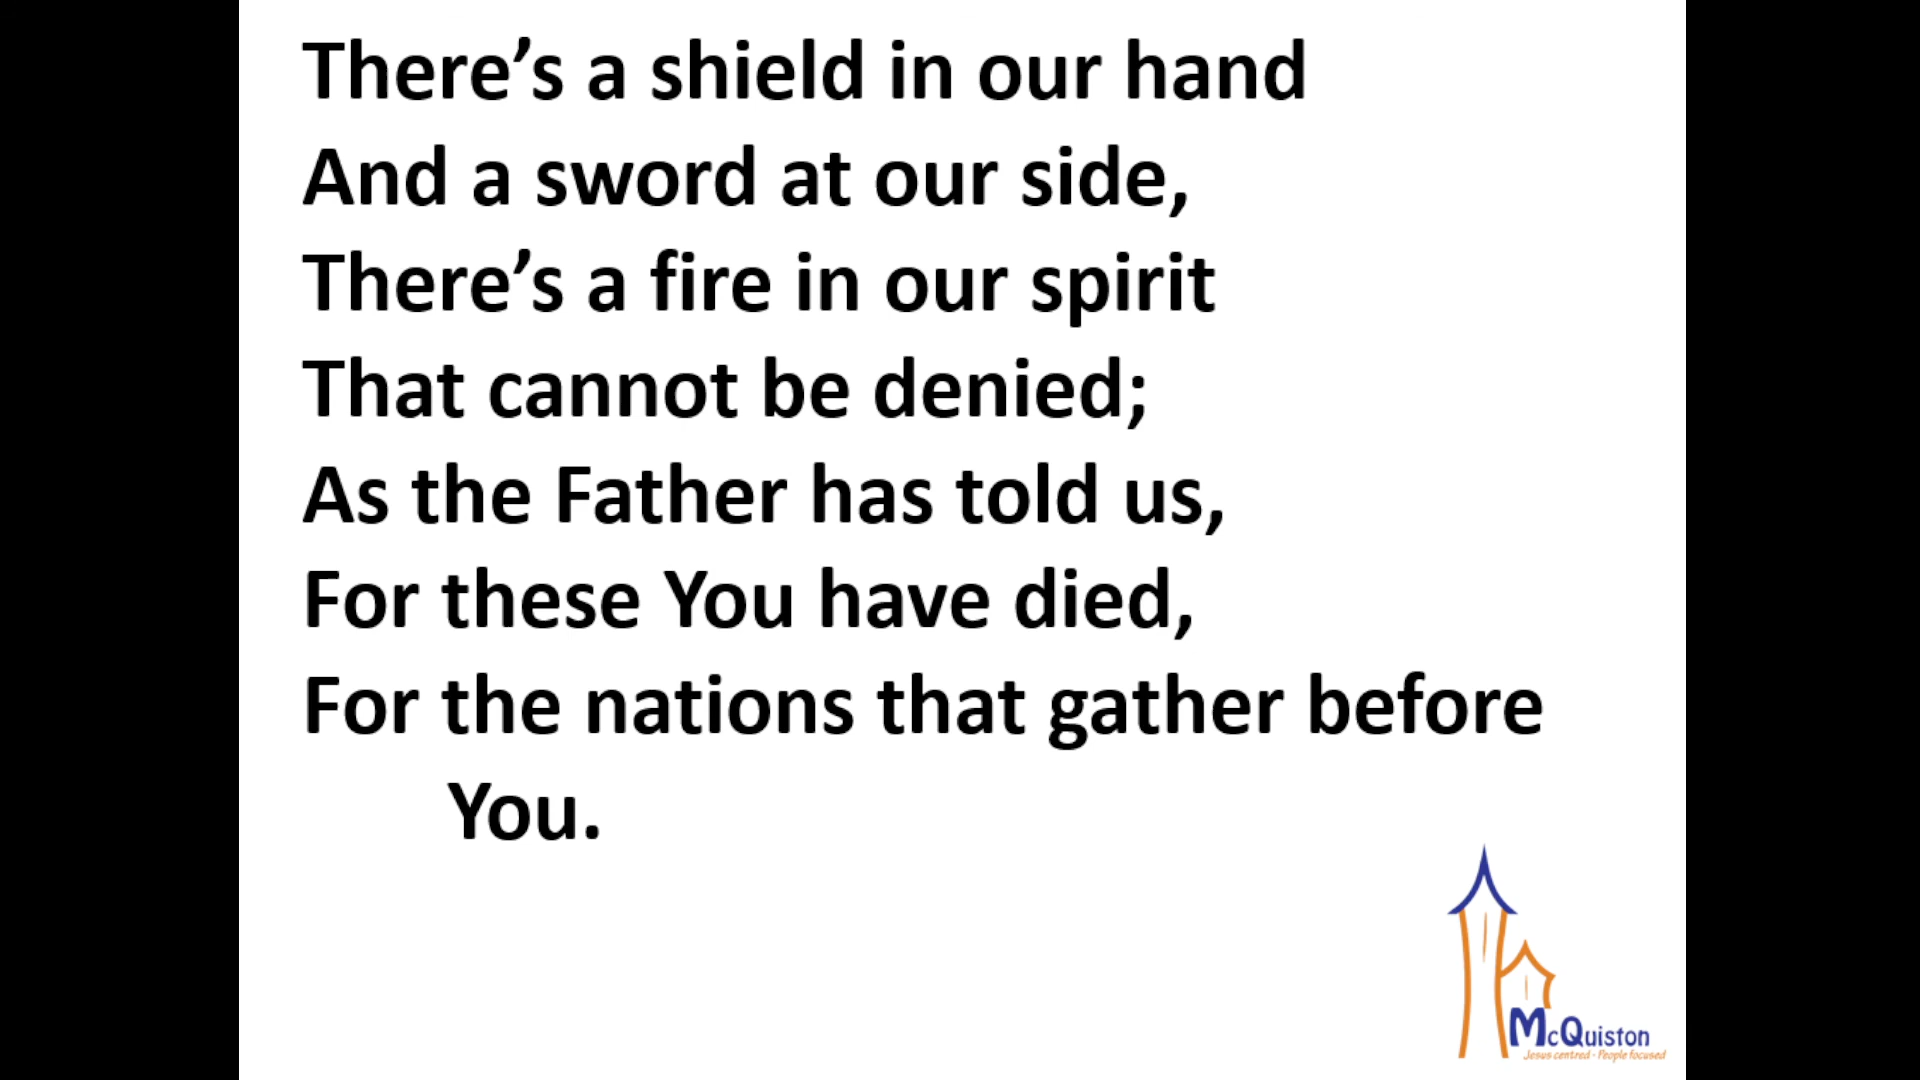 There’s a shield in our hand
And a sword at our side,
There’s a fire in our spirit
That cannot be denied;
As the Father has told us,
For these You have died,
For the nations that gather before
You.
McQuiston
Jesus centred - People focused